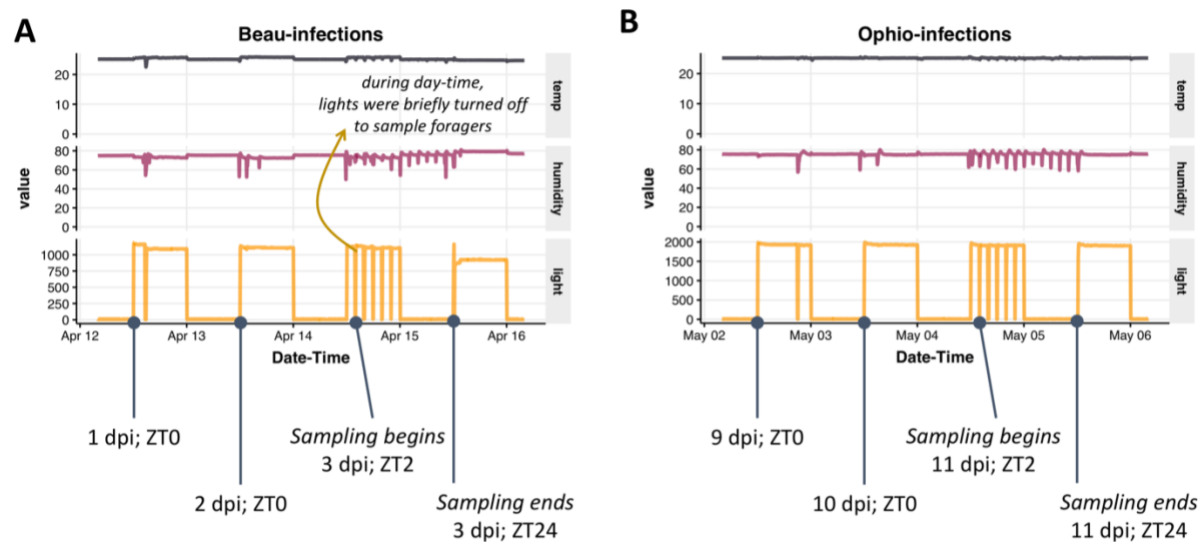 A
Beau-infections
20
10
0
temp
during day-time,
lights were briefly turned off
to sample foragers
80
60
40
20
0
humidity
value
1000
750
500
250
0
light
Apr 12
Apr 13
Apr 14
Apr 15
Apr 16
Date-Time
1 dpi; ZT0
2 dpi; ZT0
Sampling begins
3 dpi; ZT2
Sampling ends
3 dpi; ZT24
B
Ophio-infections
20
10
0
temp
80
60
40
20
0
humidity
value
2000
1500
1000
500
0
light
May 02
May 03
May 04
May 05
May 06
Date-Time
9 dpi; ZT0
10 dpi; ZT0
Sampling begins
11 dpi; ZT2
Sampling ends
11 dpi; ZT24